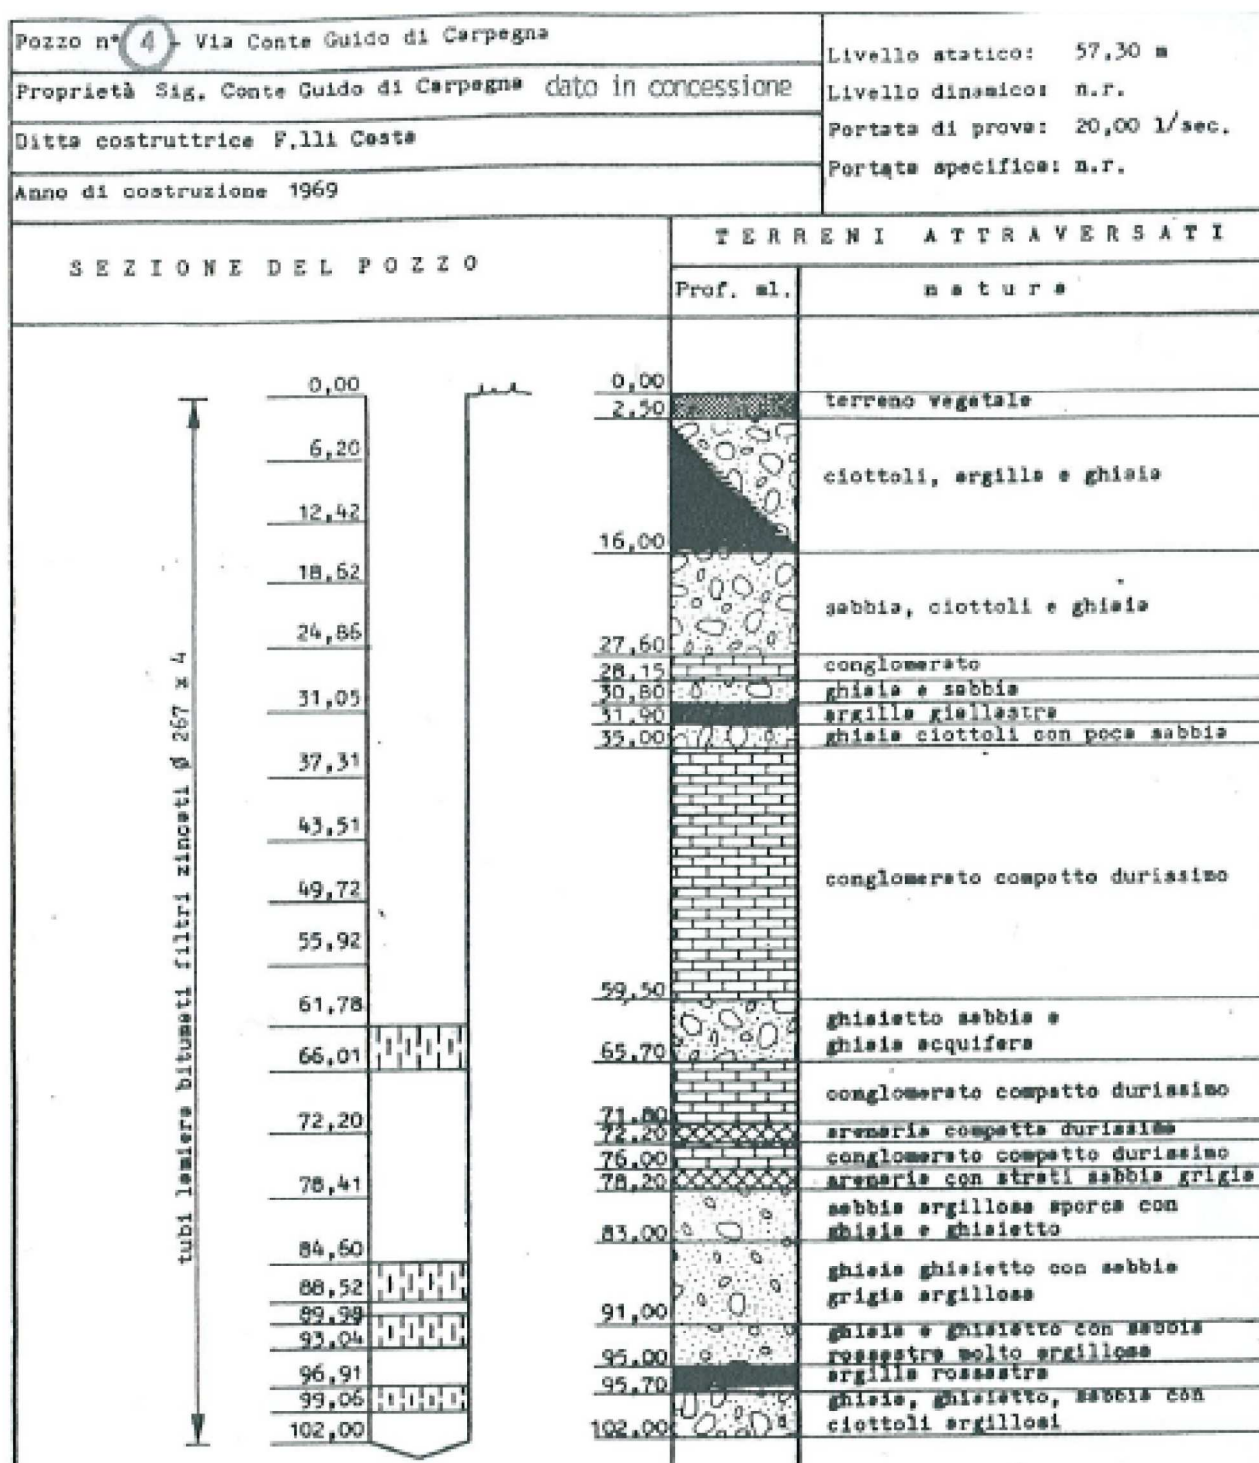 Pozzo n° 4 - Via Conte Guido di Carpegna
Proprietà Sig. Conte Guido di Carpegna dato in concessione
Ditta costruttrice F.lli Costa
Anno di costruzione 1969
Livello statico: 57,30 m
Livello dinamico: n.r.
Portata di prova: 20,00 l/sec.
Portata specifica: n.r.
SEZIONE DEL POZZO
TERRENI ATTRAVERSATI
Prof. ml.
natura
tubi lamiera bitumati filtri zincati Ø 267 x 4
0,00
6,20
12,42
18,62
24,86
31,05
37,31
43,51
49,72
55,92
61,78
66,01
72,20
78,41
84,60
88,52
89,98
93,04
96,91
99,06
102,00
0,00
2,50 terreno vegetale
ciottoli, argilla e ghiaia
16,00
sabbia, ciottoli e ghiaia
27,60
28,15 conglomerato
30,80 ghiaia e sabbia
31,90 argilla giallastra
35,00 ghiaia ciottoli con poca sabbia
conglomerato compatto durissimo
59,50
ghiaietto sabbia e
ghiaia acquifera
65,70
conglomerato compatto durissimo
71,80
72,20 arenaria compatta durissima
76,00 conglomerato compatto durissimo
78,20 arenaria con strati sabbia grigia
sabbia argillosa sporca con
83,00 ghiaia e ghiaietto
ghiaia ghiaietto con sabbia
grigia argillosa
91,00
ghiaia e ghiaietto con sabbia
95,00 rossastra molto argillosa
95,70 argilla rossastra
ghiaia, ghiaietto, sabbia con
102,00 ciottoli argillosi